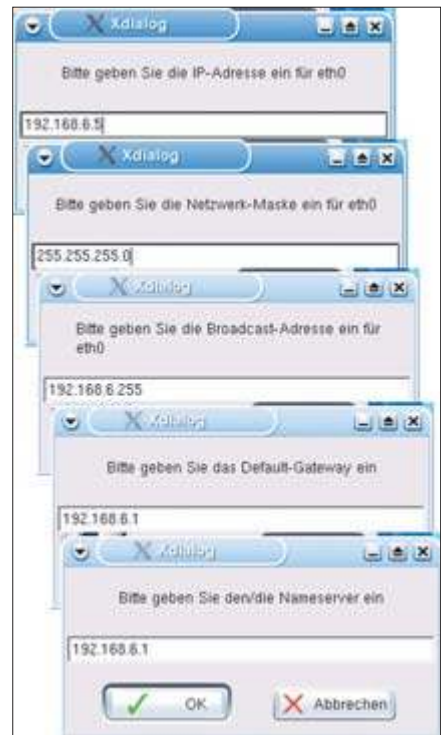 Xdialog
Bitte geben Sie die IP-Adresse ein für eth0
192.168.6.5
Xdialog
Bitte geben Sie die Netzwerk-Maske ein für eth0
255.255.255.0
Xdialog
Bitte geben Sie die Broadcast-Adresse ein für
eth0
192.168.6.255
Xdialog
Bitte geben Sie das Default-Gateway ein
192.168.6.1
Xdialog
Bitte geben Sie den/die Nameserver ein
192.168.6.1
OK Abbrechen